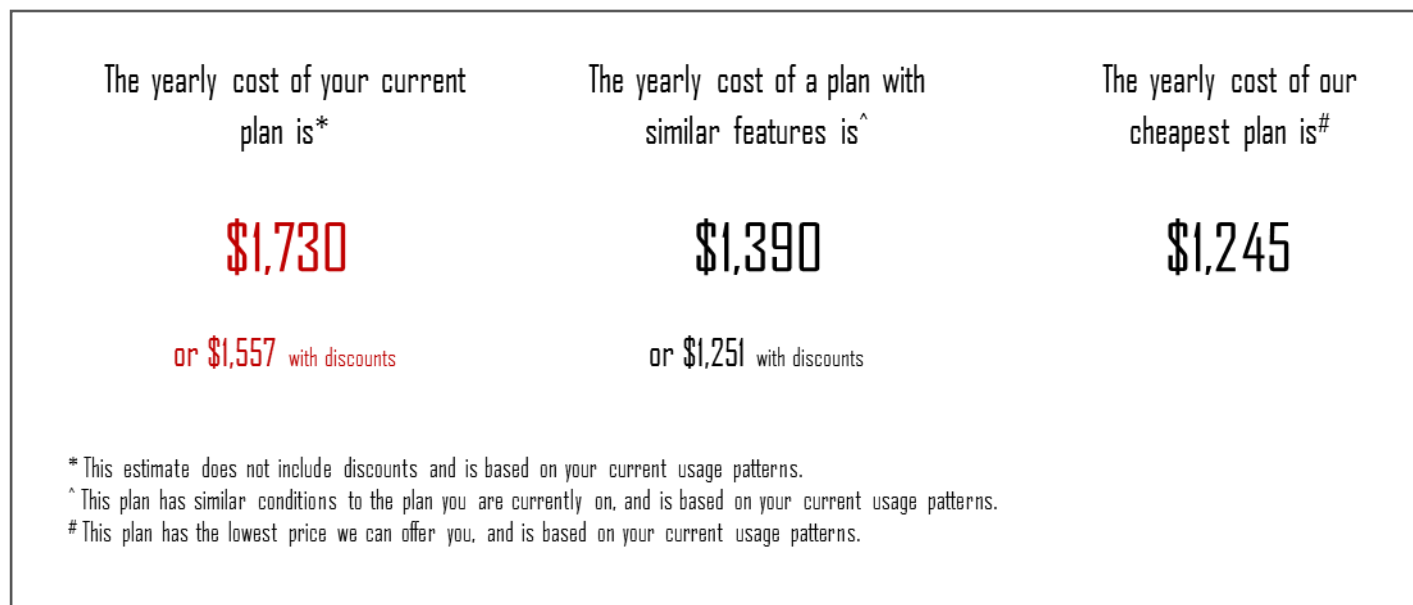 The yearly cost of your current
plan is*
$1,730
or $1,557 with discounts
The yearly cost of a plan with
similar features is^
$1,390
or $1,251 with discounts
The yearly cost of our
cheapest plan is#
$1,245
* This estimate does not include discounts and is based on your current usage patterns.
^ This plan has similar conditions to the plan you are currently on, and is based on your current usage patterns.
# This plan has the lowest price we can offer you, and is based on your current usage patterns.